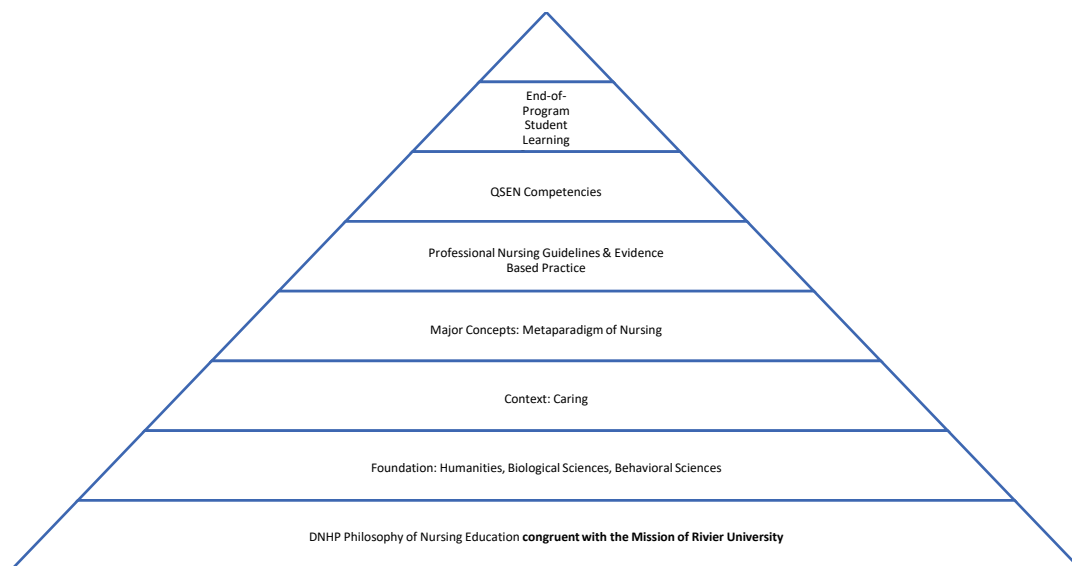 End-of-
Program
Student
Learning
QSEN Competencies
Professional Nursing Guidelines & Evidence
Based Practice
Major Concepts: Metaparadigm of Nursing
Context: Caring
Foundation: Humanities, Biological Sciences, Behavioral Sciences
DNHP Philosophy of Nursing Education congruent with the Mission of Rivier University